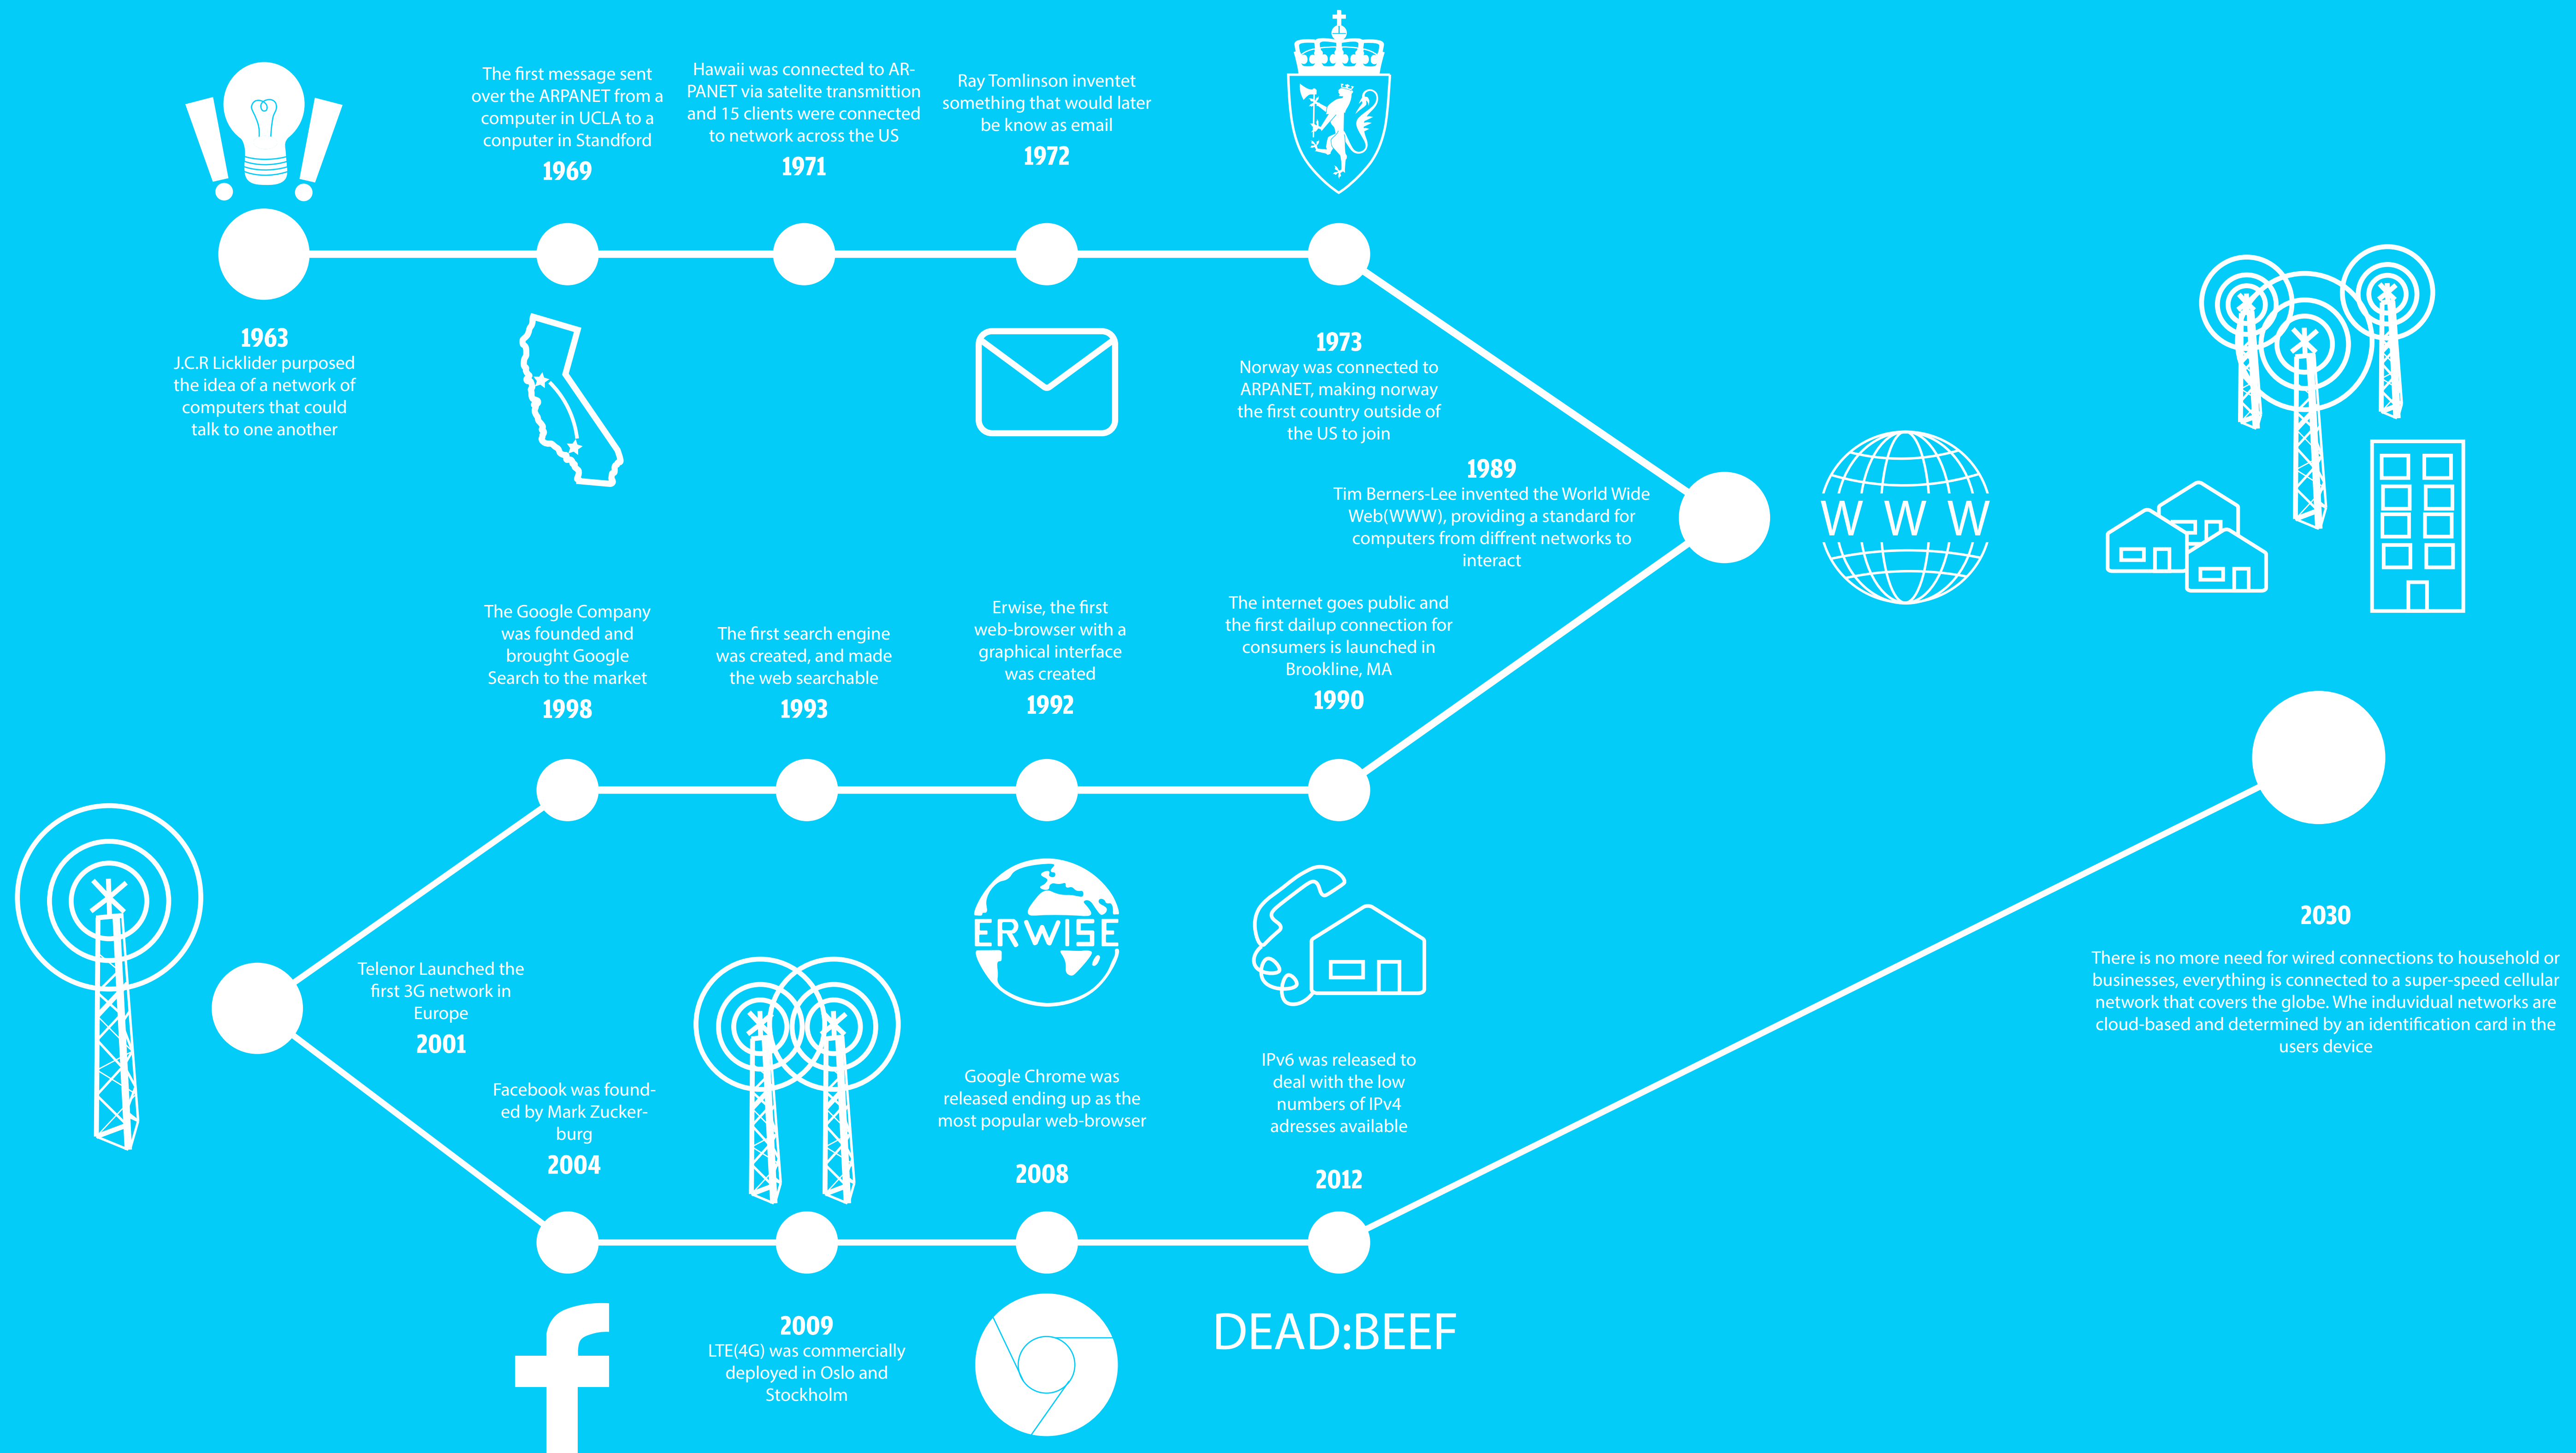 1963
J.C.R Licklider purposed
the idea of a network of
computers that could
talk to one another
The first message sent
over the ARPANET from a
computer in UCLA to a
conputer in Standford
1969
Hawaii was connected to AR-
PANET via satelite transmittion
and 15 clients were connected
to network across the US
1971
Ray Tomlinson inventet
something that would later
be know as email
1972
1973
Norway was connected to
ARPANET, making norway
the first country outside of
the US to join
1989
Tim Berners-Lee invented the World Wide
Web(WWW), providing a standard for
computers from diffrent networks to
interact
W W W
The internet goes public and
the first dailup connection for
consumers is launched in
Brookline, MA
1990
Erwise, the first
web-browser with a
graphical interface
was created
1992
ERWISE
The first search engine
was created, and made
the web searchable
1993
The Google Company
was founded and
brought Google
Search to the market
1998
Telenor Launched the
first 3G network in
Europe
2001
Facebook was found-
ed by Mark Zucker-
burg
2004
f
2009
LTE(4G) was commercially
deployed in Oslo and
Stockholm
Google Chrome was
released ending up as the
most popular web-browser
2008
IPv6 was released to
deal with the low
numbers of IPv4
adresses available
2012
DEAD:BEEF
2030
There is no more need for wired connections to household or
businesses, everything is connected to a super-speed cellular
network that covers the globe. Whe induvidual networks are
cloud-based and determined by an identification card in the
users device